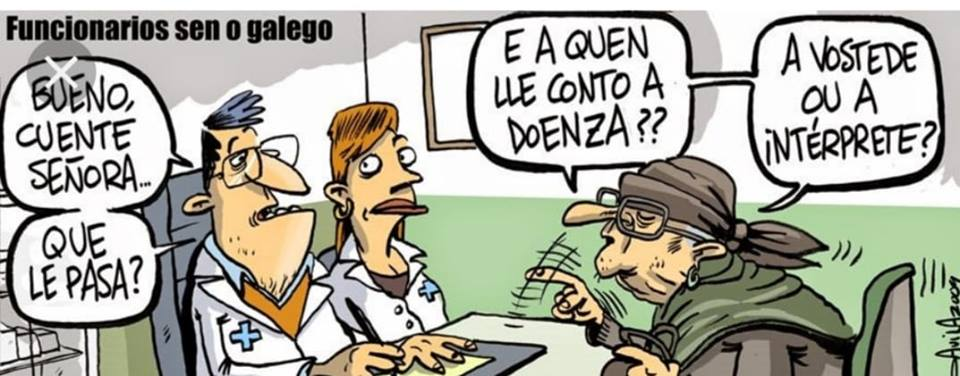 Funcionarios sen o galego
BUENO,
CUENTE
SEÑORA...
QUE
LE PASA?
E A QUEN
LLE CONTO A
DOENZA??
A VOSTEDE
OU A
INTÉRPRETE?